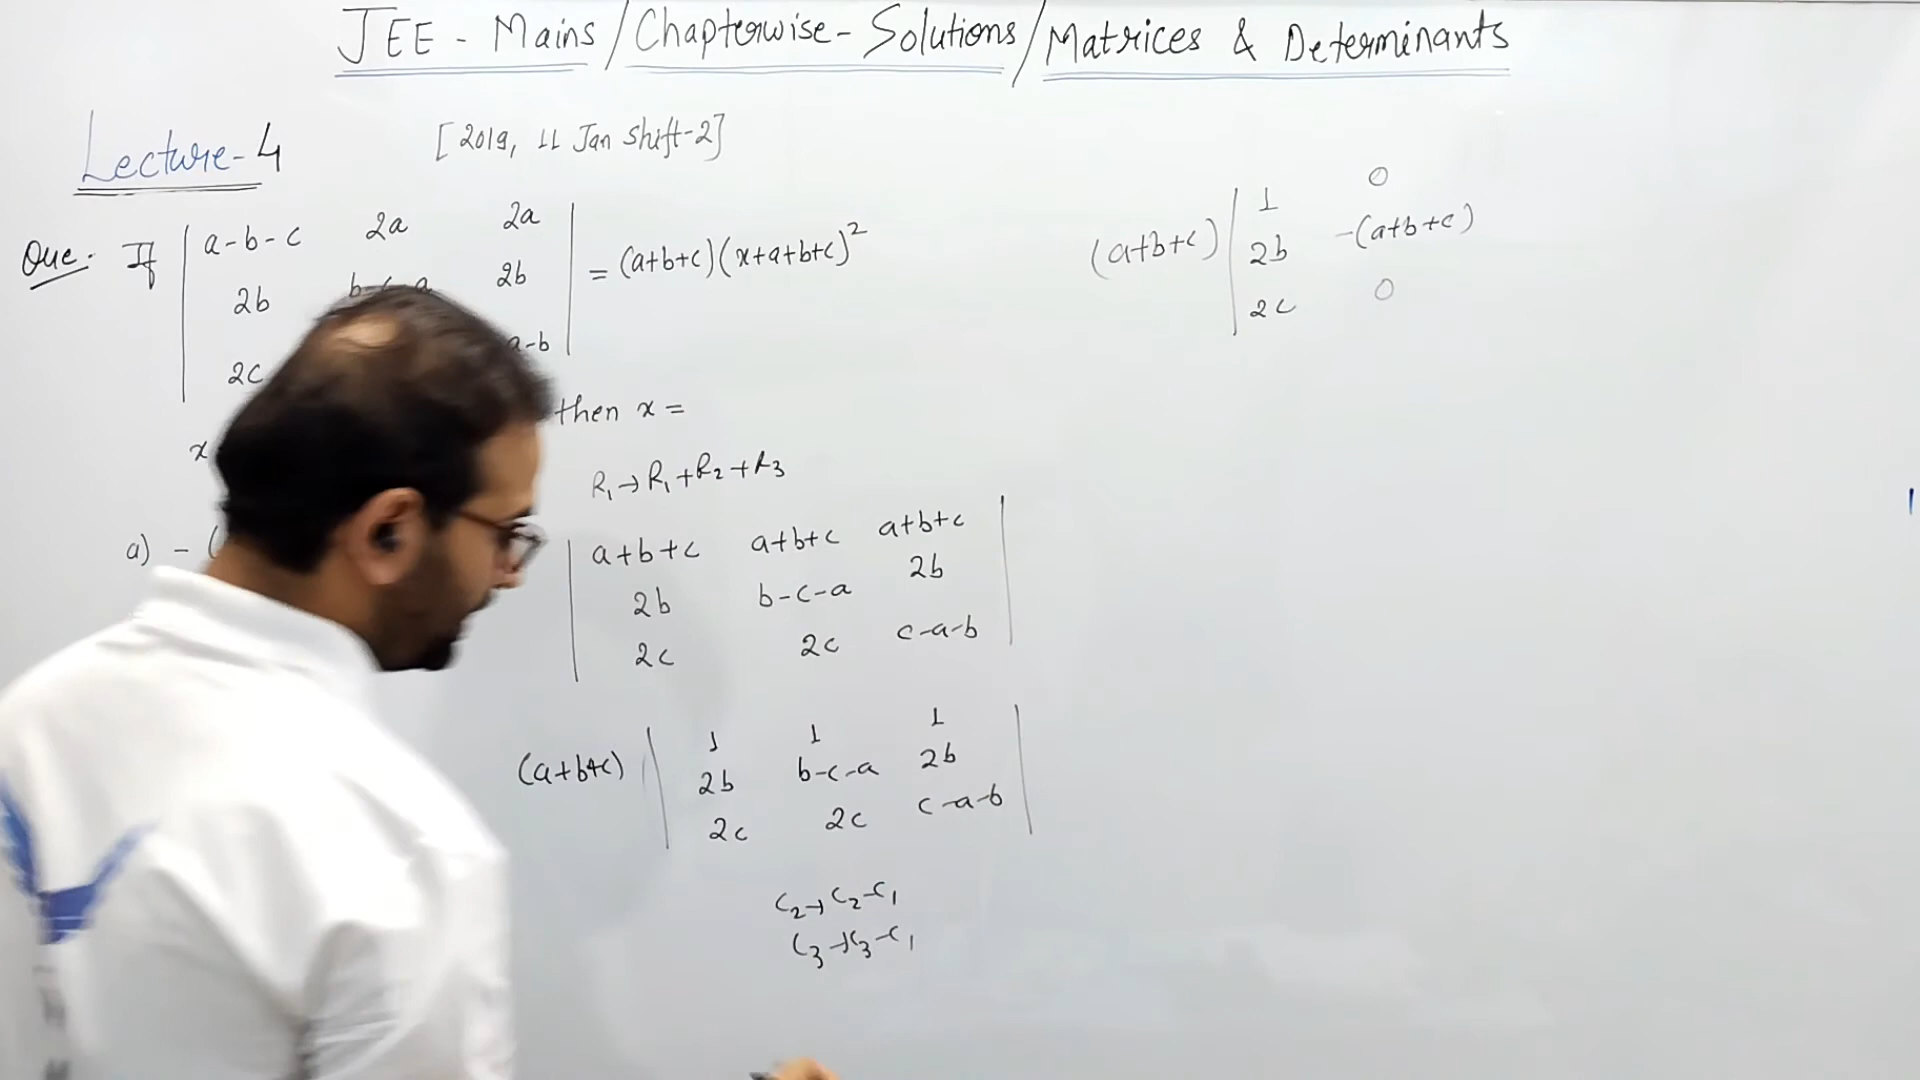 JEE - Mains / Chapterwise - Solutions / Matrices & Determinants
Lecture-4 [2019, 11 Jan Shift-2]
Que. If | a-b-c 2a 2a |
| 2b b-c-a 2b | = (a+b+c)(x+a+b+c)²
| 2c a-b |
x then x =
a) - (
R₁→R₁+R₂+R₃
| a+b+c a+b+c a+b+c |
| 2b b-c-a 2b |
| 2c 2c c-a-b |
(a+b+c) | 1 1 1 |
| 2b b-c-a 2b |
| 2c 2c c-a-b |
C₂→C₂-C₁
C₃→C₃-C₁
(a+b+c) | 1 0
| 2b -(a+b+c)
| 2c 0